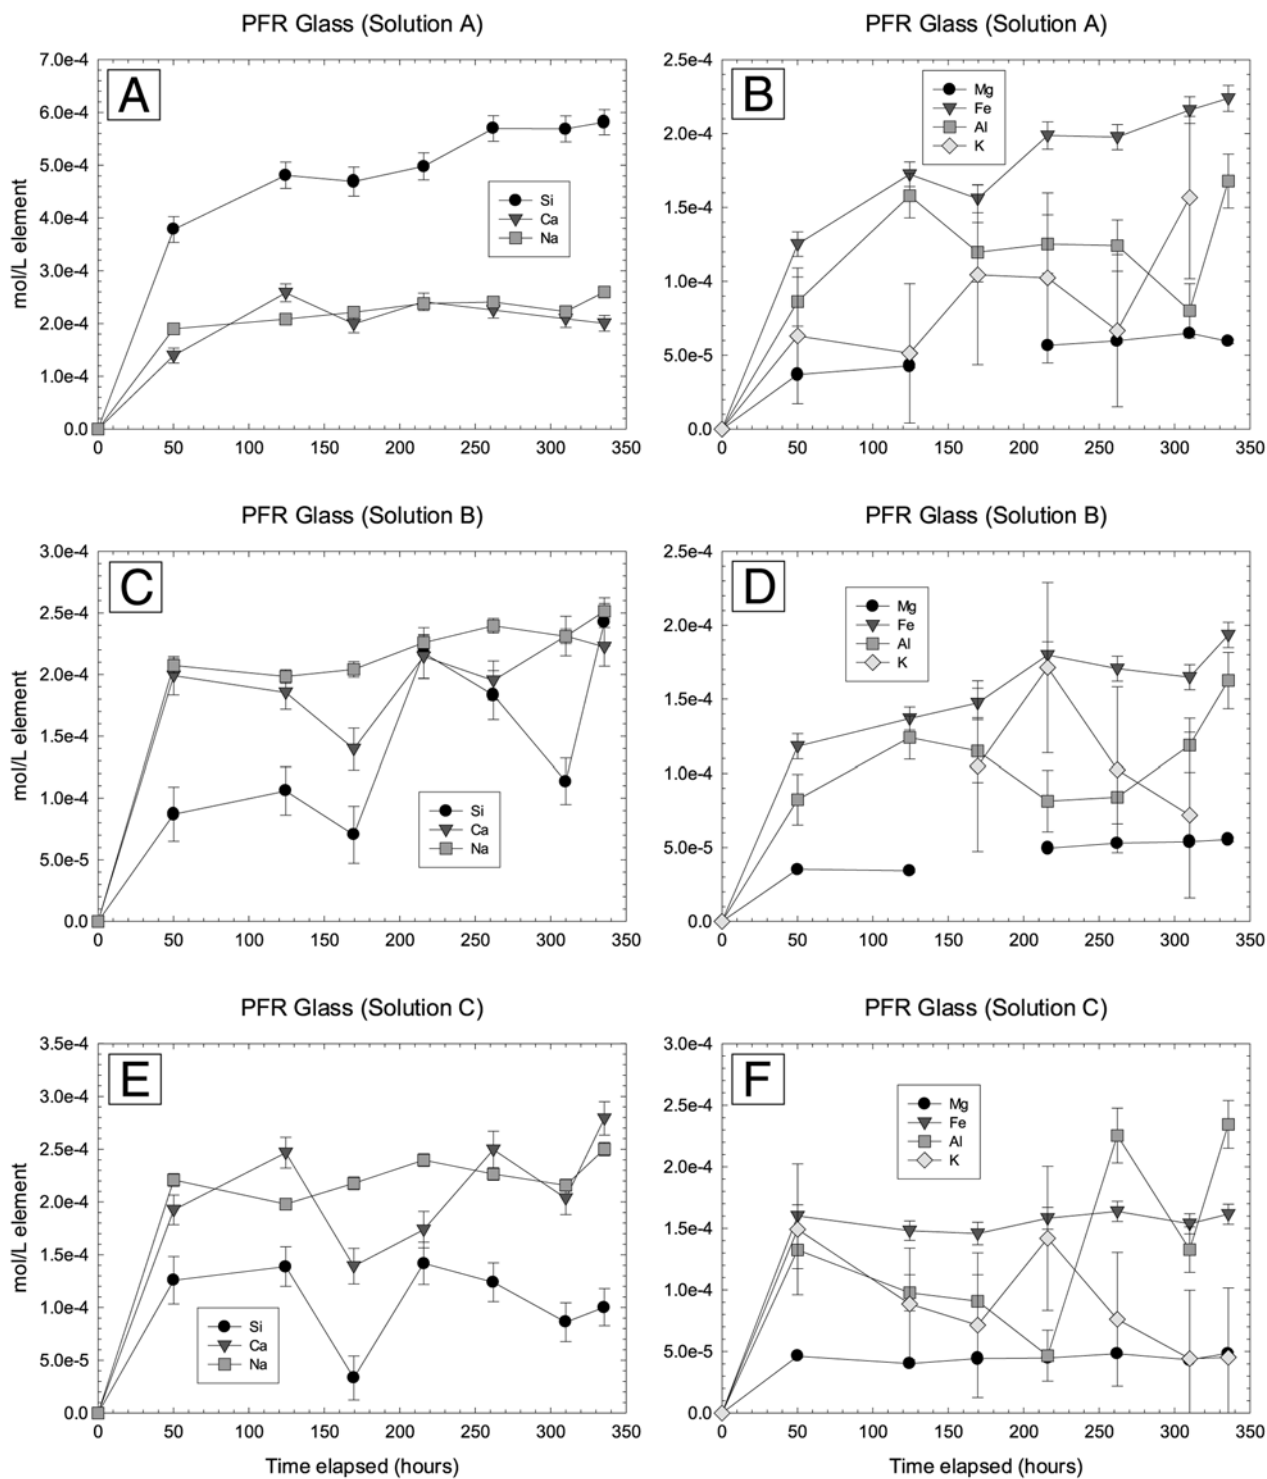 PFR Glass (Solution A)
A
7.0e-4
6.0e-4
5.0e-4
4.0e-4
3.0e-4
2.0e-4
1.0e-4
0.0
mol/L element
Si
Ca
Na
0 50 100 150 200 250 300 350
PFR Glass (Solution A)
B
2.5e-4
2.0e-4
1.5e-4
1.0e-4
5.0e-5
0.0
Mg
Fe
Al
K
0 50 100 150 200 250 300 350
PFR Glass (Solution B)
C
3.0e-4
2.5e-4
2.0e-4
1.5e-4
1.0e-4
5.0e-5
0.0
mol/L element
Si
Ca
Na
0 50 100 150 200 250 300 350
PFR Glass (Solution B)
D
2.5e-4
2.0e-4
1.5e-4
1.0e-4
5.0e-5
0.0
Mg
Fe
Al
K
0 50 100 150 200 250 300 350
PFR Glass (Solution C)
E
3.5e-4
3.0e-4
2.5e-4
2.0e-4
1.5e-4
1.0e-4
5.0e-5
0.0
mol/L element
Si
Ca
Na
0 50 100 150 200 250 300 350
Time elapsed (hours)
PFR Glass (Solution C)
F
3.0e-4
2.5e-4
2.0e-4
1.5e-4
1.0e-4
5.0e-5
0.0
Mg
Fe
Al
K
0 50 100 150 200 250 300 350
Time elapsed (hours)